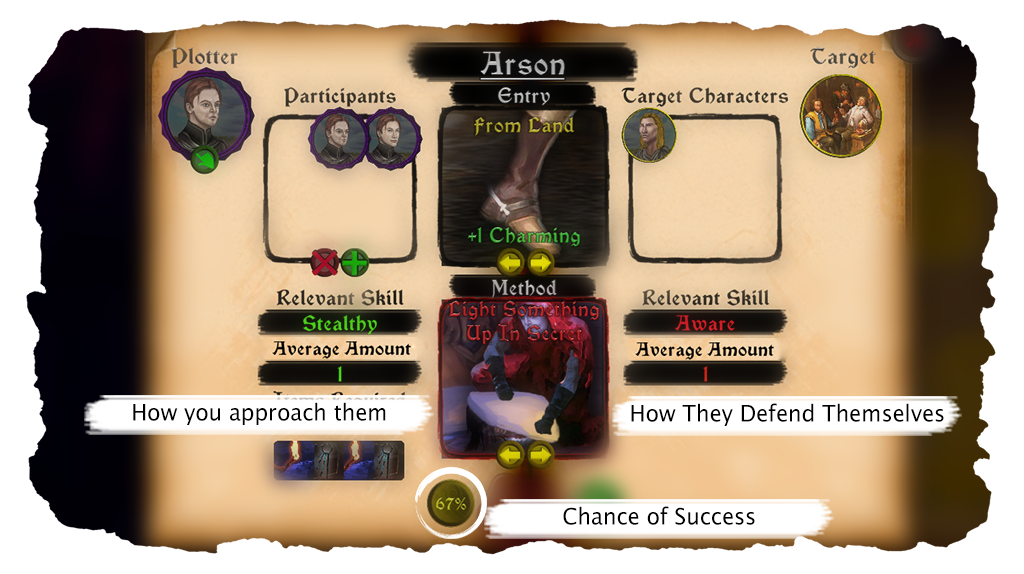 Plotter
Arson
Target
Participants
Entry
Target Characters
From Land
+1 Charming
Method
Relevant Skill
Stealthy
Average Amount
1
Light Something
Up In Secret
Relevant Skill
Aware
Average Amount
1
Items Required
How you approach them
How They Defend Themselves
67%
Chance of Success